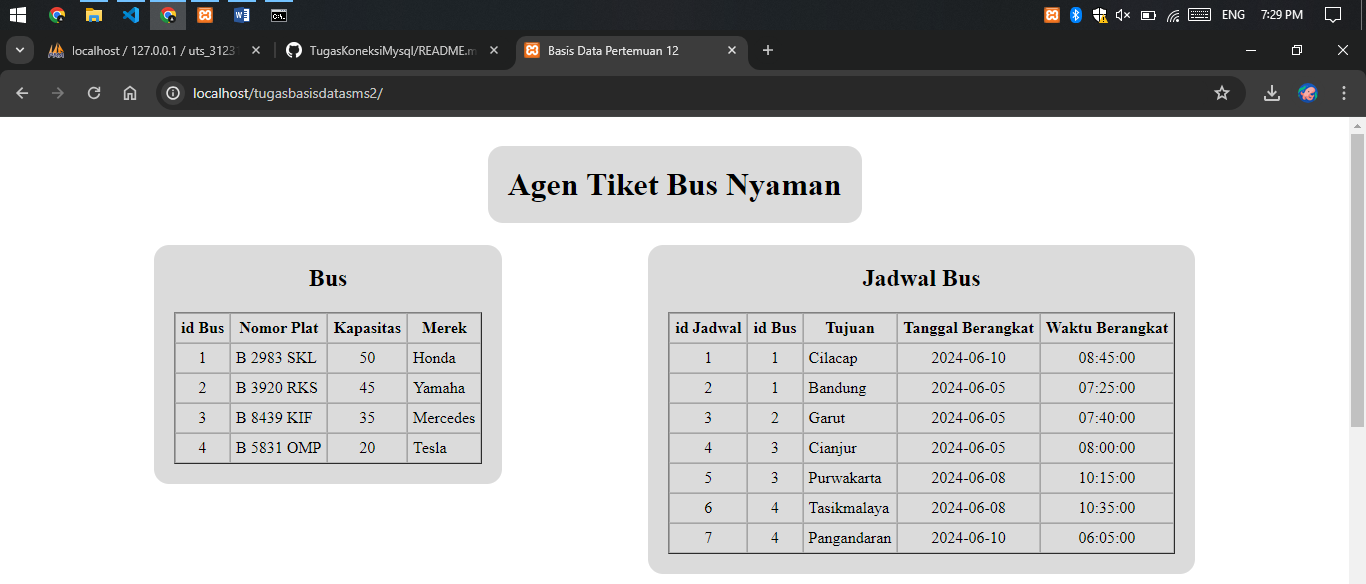 ENG 7:29 PM
localhost / 127.0.0.1 / uts_3123
TugasKoneksiMysql/README.m
Basis Data Pertemuan 12
localhost/tugasbasisdatasms2/
Agen Tiket Bus Nyaman
Bus
id Bus Nomor Plat Kapasitas Merek
1 B 2983 SKL 50 Honda
2 B 3920 RKS 45 Yamaha
3 B 8439 KIF 35 Mercedes
4 B 5831 OMP 20 Tesla
Jadwal Bus
id Jadwal id Bus Tujuan Tanggal Berangkat Waktu Berangkat
1 1 Cilacap 2024-06-10 08:45:00
2 1 Bandung 2024-06-05 07:25:00
3 2 Garut 2024-06-05 07:40:00
4 3 Cianjur 2024-06-05 08:00:00
5 3 Purwakarta 2024-06-08 10:15:00
6 4 Tasikmalaya 2024-06-08 10:35:00
7 4 Pangandaran 2024-06-10 06:05:00